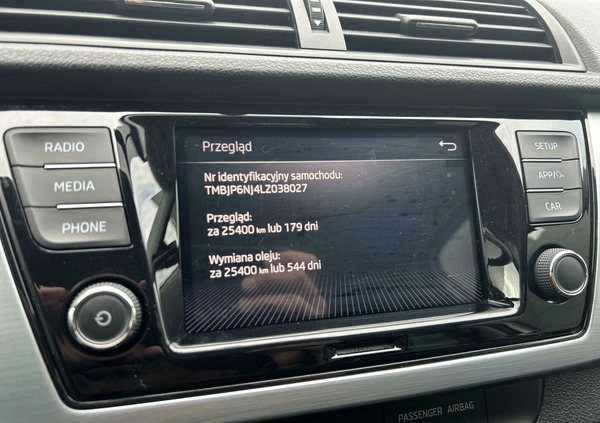 Przegląd
Nr identyfikacyjny samochodu:
TMBJP6NJ4LZ038027
Przegląd:
za 25400 km lub 179 dni
Wymiana oleju:
za 25400 km lub 544 dni
RADIO
MEDIA
PHONE
SETUP
APP/
CAR
PASSENGER AIRBAG